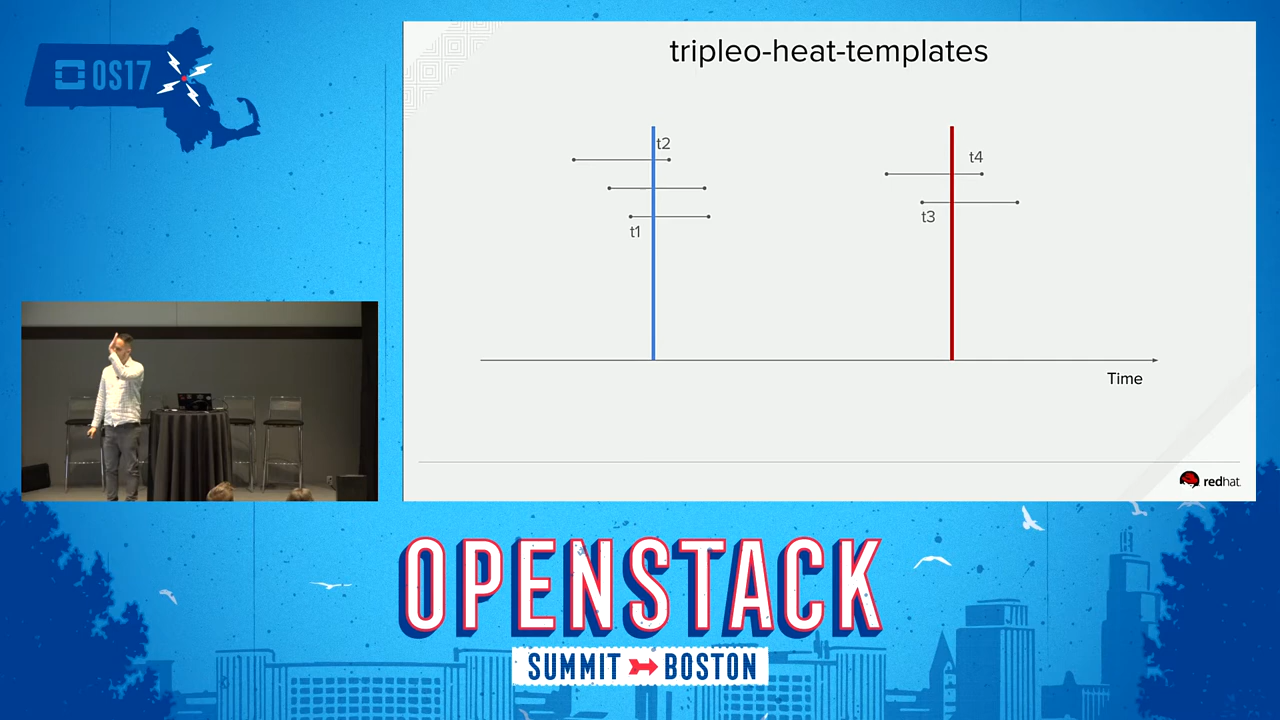 OS17
tripleo-heat-templates
t2
t4
t1
t3
Time
redhat.
OPENSTACK
SUMMIT BOSTON